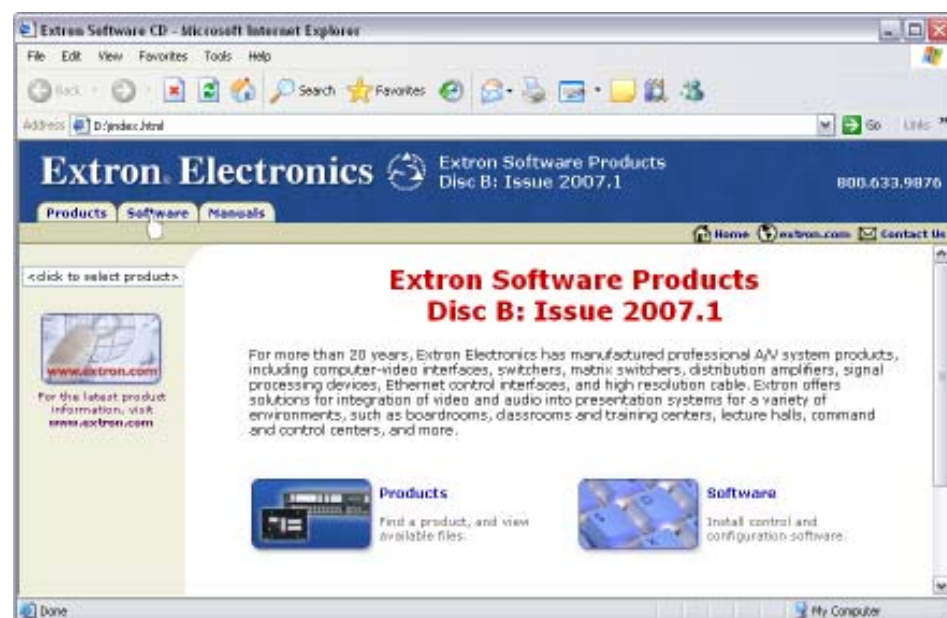 Extron Software CD - Microsoft Internet Explorer
File Edit View Favorites Tools Help
Back Search Favorites
Address D:\index.html Go Links »
Extron. Electronics
Extron Software Products
Disc B: Issue 2007.1
800.633.9876
Products Software Manuals
Home extron.com Contact Us
<click to select product>
www.extron.com
For the latest product
information, visit
www.extron.com
Extron Software Products
Disc B: Issue 2007.1
For more than 20 years, Extron Electronics has manufactured professional A/V system products,
including computer-video interfaces, switchers, matrix switchers, distribution amplifiers, signal
processing devices, Ethernet control interfaces, and high resolution cable. Extron offers
solutions for integration of video and audio into presentation systems for a variety of
environments, such as boardrooms, classrooms and training centers, lecture halls, command
and control centers, and more.
Products
Find a product, and view
available files.
Software
Install control and
configuration software.
Done My Computer